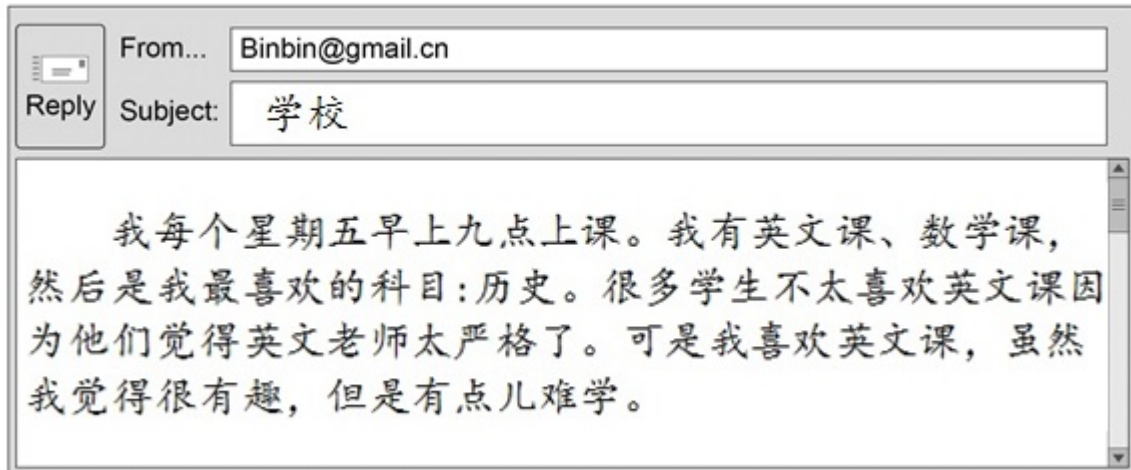 From... Binbin@gmail.cn
Reply Subject: 学校
我每个星期五早上九点上课。我有英文课、数学课，
然后是我最喜欢的科目:历史。很多学生不太喜欢英文课因
为他们觉得英文老师太严格了。可是我喜欢英文课，虽然
我觉得很有趣，但是有点儿难学。